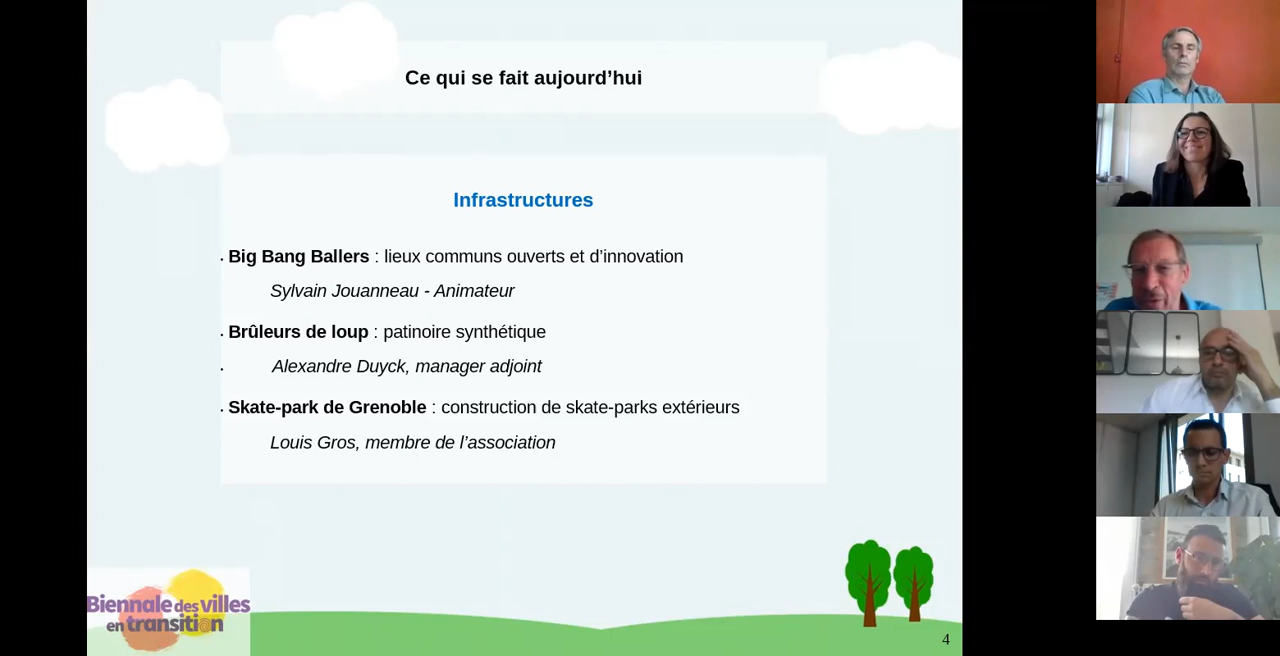 Ce qui se fait aujourd’hui
Infrastructures
. Big Bang Ballers : lieux communs ouverts et d’innovation
Sylvain Jouanneau - Animateur
. Brûleurs de loup : patinoire synthétique
. Alexandre Duyck, manager adjoint
. Skate-park de Grenoble : construction de skate-parks extérieurs
Louis Gros, membre de l’association
Biennale des villes
en transition
4